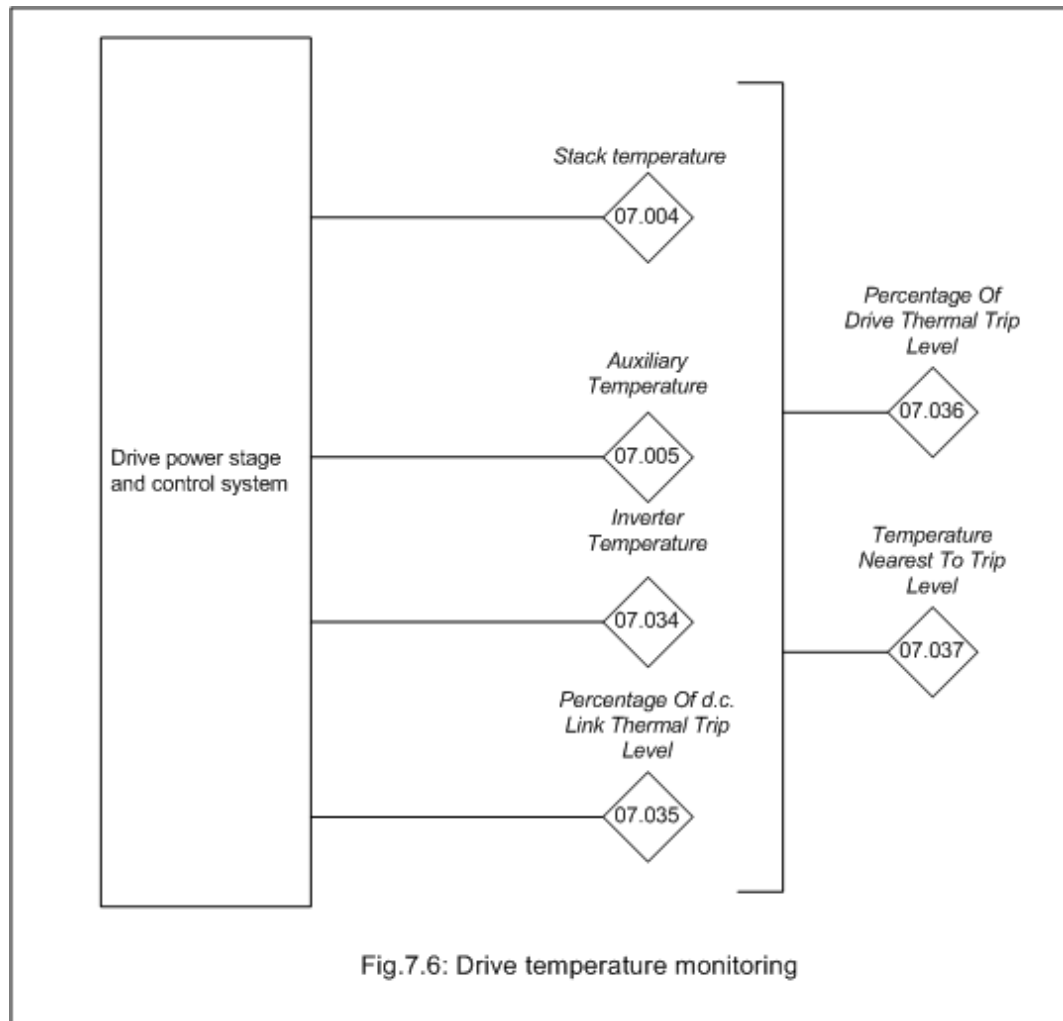 Stack temperature
07.004
Percentage Of
Drive Thermal Trip
Level
07.036
Auxiliary
Temperature
07.005
Drive power stage
and control system
Inverter
Temperature
07.034
Temperature
Nearest To Trip
Level
07.037
Percentage Of d.c.
Link Thermal Trip
Level
07.035
Fig.7.6: Drive temperature monitoring